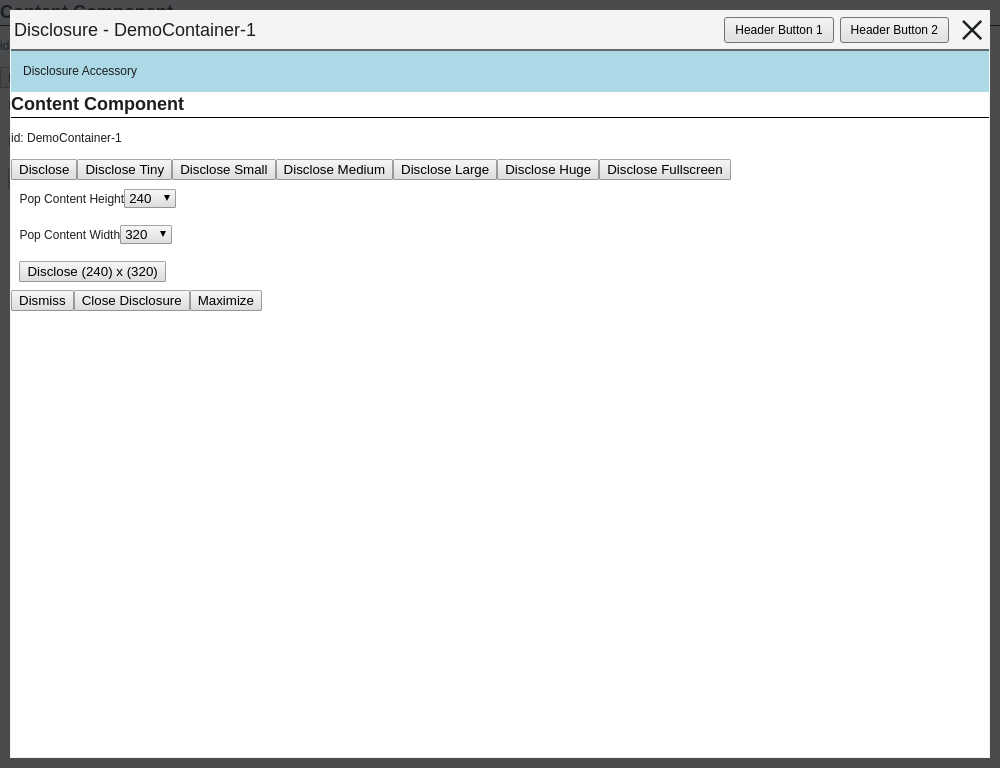 Disclosure - DemoContainer-1
Header Button 1
Header Button 2
Disclosure Accessory
Content Component
id: DemoContainer-1
Disclose Disclose Tiny Disclose Small Disclose Medium Disclose Large Disclose Huge Disclose Fullscreen
Pop Content Height 240
Pop Content Width 320
Disclose (240) x (320)
Dismiss Close Disclosure Maximize